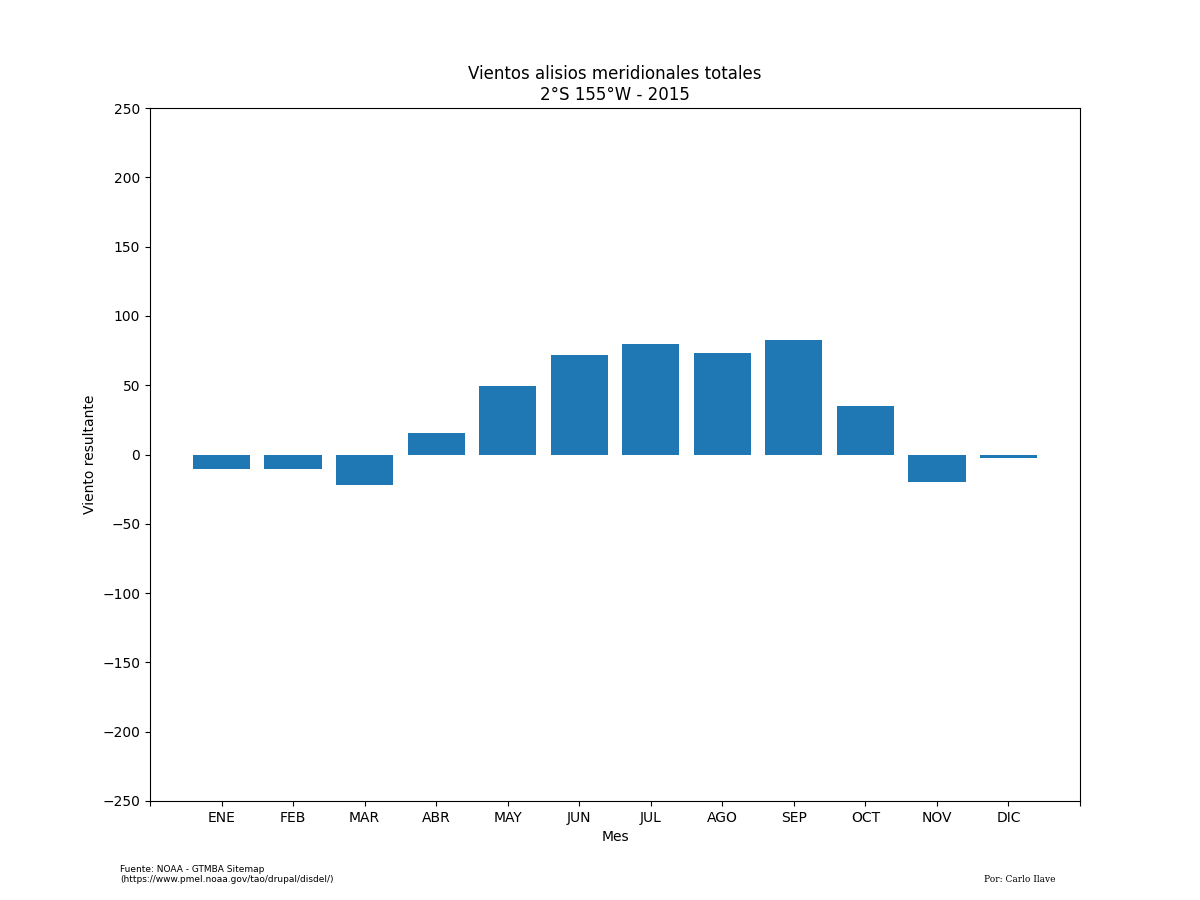 Vientos alisios meridionales totales
2°S 155°W - 2015
250
200
150
100
50
0
−50
−100
−150
−200
−250
Viento resultante
ENE FEB MAR ABR MAY JUN JUL AGO SEP OCT NOV DIC
Mes
Fuente: NOAA - GTMBA Sitemap
(https://www.pmel.noaa.gov/tao/drupal/disdel/)
Por: Carlo Ilave